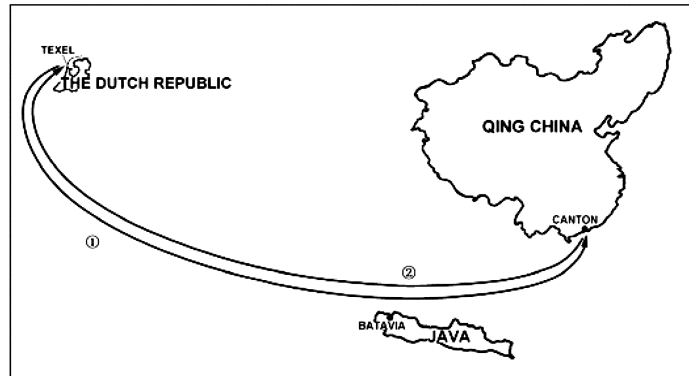 TEXEL
THE DUTCH REPUBLIC
QING CHINA
CANTON
①
②
BATAVIA
JAVA